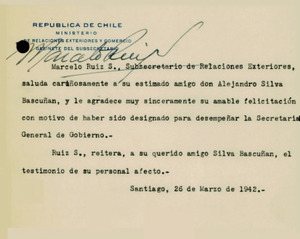 REPUBLICA DE CHILE
MINISTERIO
DE RELACIONES EXTERIORES Y COMERCIO
GABINETE DEL SUBSECRETARIO
Marcelo Ruiz
Marcelo Ruiz S., Subsecretario de Relaciones Exteriores,
saluda cariñosamente a su estimado amigo don Alejandro Silva
Bascuñan, y le agradece muy sinceramente su amable felicitación
con motivo de haber sido designado para desempeñar la Secretaría
General de Gobierno.
Ruiz S., reitera, a su querido amigo Silva Bascuñan, el
testimonio de su personal afecto.-
Santiago, 26 de Marzo de 1942.-